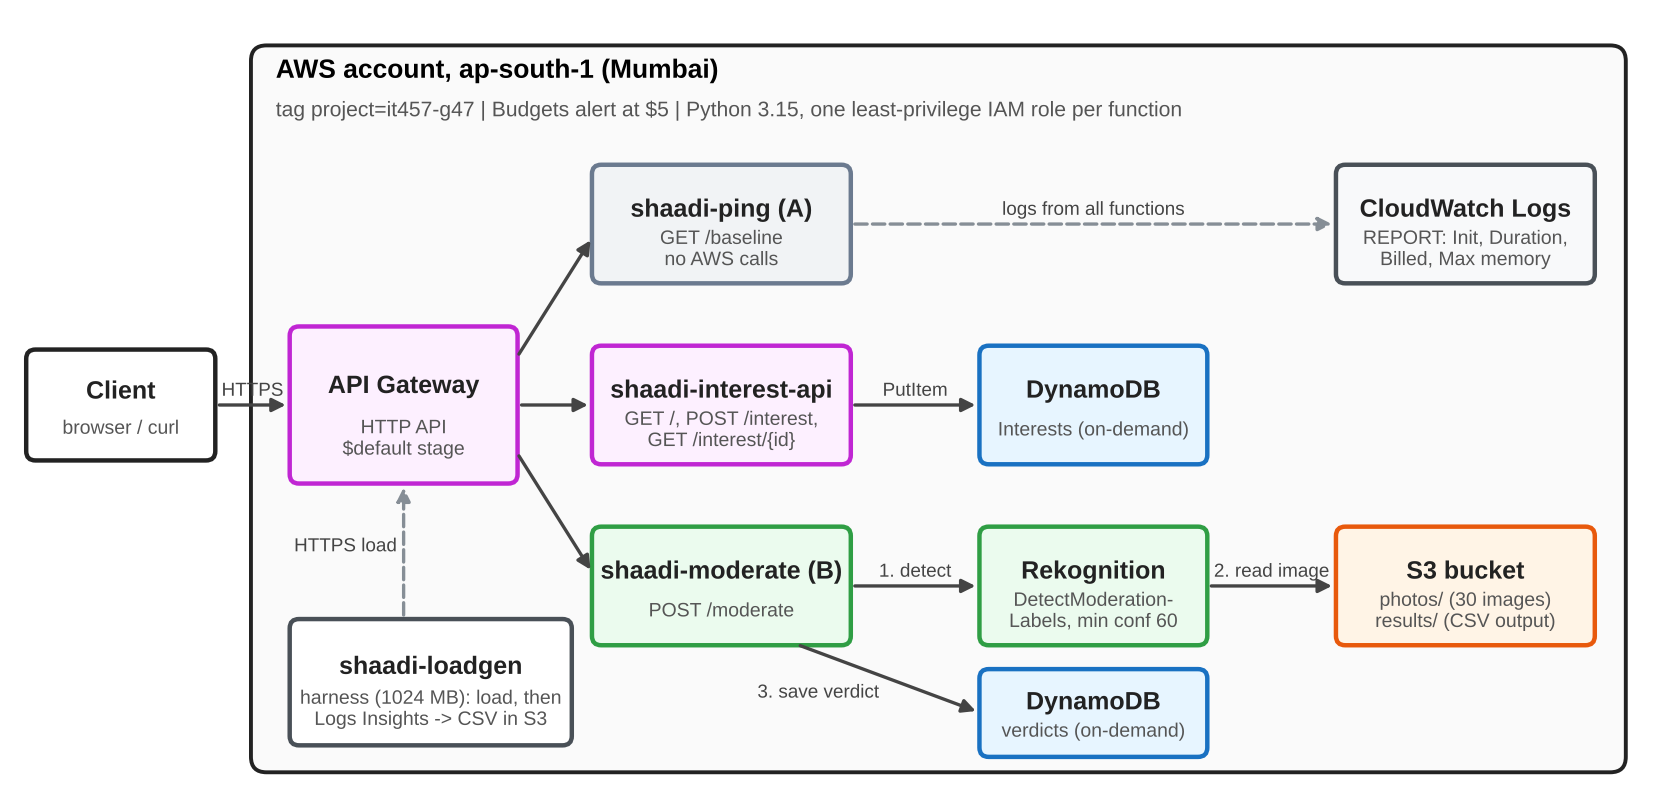 AWS account, ap-south-1 (Mumbai)
tag project=it457-g47 | Budgets alert at $5 | Python 3.15, one least-privilege IAM role per function
shaadi-ping (A)
GET /baseline
no AWS calls
logs from all functions
CloudWatch Logs
REPORT: Init, Duration,
Billed, Max memory
Client
browser / curl
HTTPS
API Gateway
HTTP API
$default stage
shaadi-interest-api
GET /, POST /interest,
GET /interest/{id}
PutItem
DynamoDB
Interests (on-demand)
HTTPS load
shaadi-moderate (B)
POST /moderate
1. detect
Rekognition
DetectModeration-
Labels, min conf 60
2. read image
S3 bucket
photos/ (30 images)
results/ (CSV output)
shaadi-loadgen
harness (1024 MB): load, then
Logs Insights -> CSV in S3
3. save verdict
DynamoDB
verdicts (on-demand)